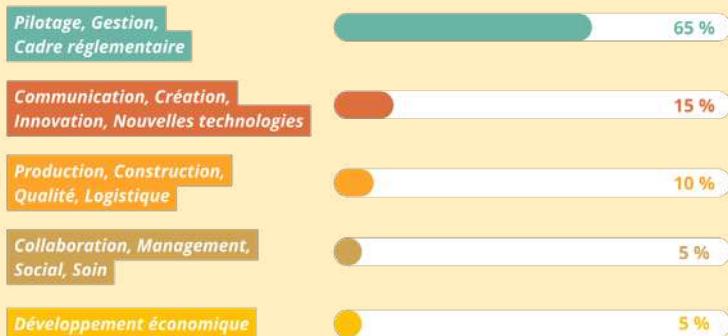 Pilotage, Gestion,
Cadre réglementaire
65 %
Communication, Création,
Innovation, Nouvelles technologies
15 %
Production, Construction,
Qualité, Logistique
10 %
Collaboration, Management,
Social, Soin
5 %
Développement économique
5 %